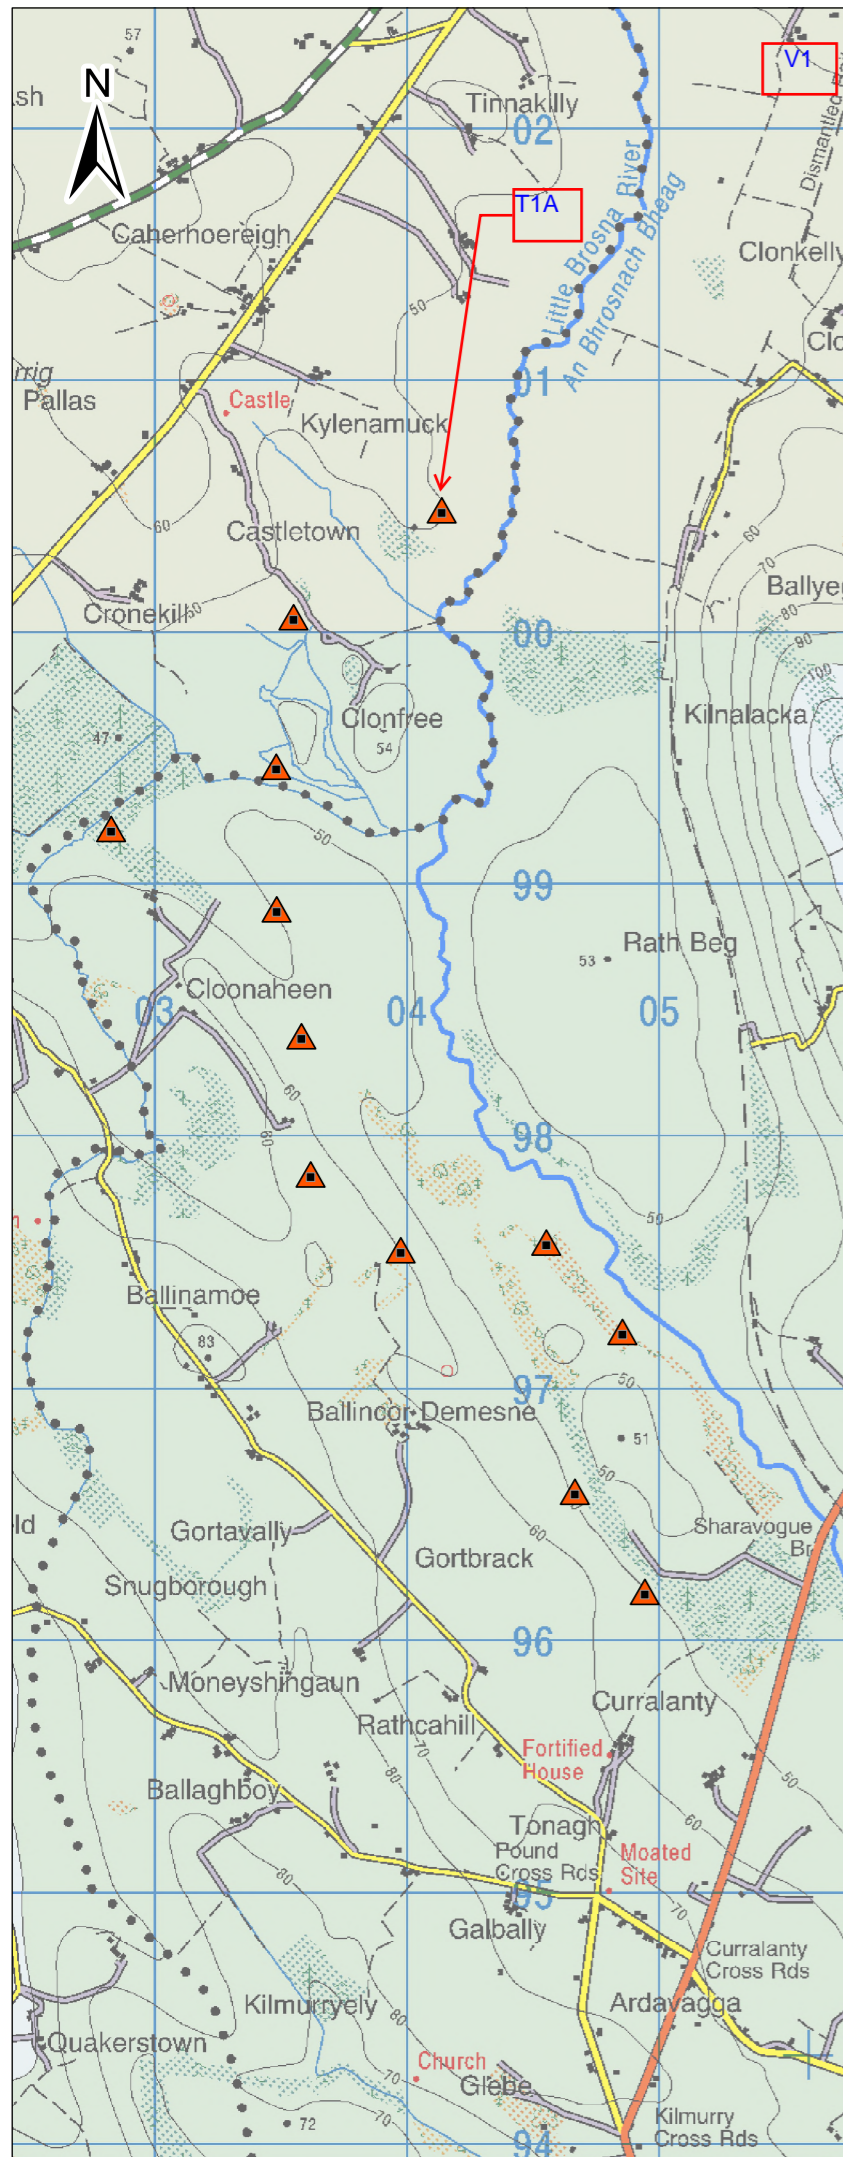 57
V1
N
Tinnakilly
02
Dismantled
Little Brosna River
An Bhrosnach Bheag
T1A
Caherhoereigh
Clonkelly
50
01
Pallas
Castle
Kylenamuck
60
Castletown
60
70
80
90
100
Cronekill
50
00
Kilnalacka
47
Clonfree
54
50
99
53
Rath Beg
Cloonaheen
03
04
05
60
60
98
50
Ballinamoe
83
97
50
Ballincor Demesne
51
50
Sharavogue
Br
60
Gortavally
Gortbrack
Snugborough
96
Moneyshingaun
Curralanty
Rathcahill
70
Fortified
House
80
50
Ballaghboy
60
Tonagh
Pound
Cross Rds
Moated
Site
80
95
70
Galbally
Curralanty
Cross Rds
Kilmurryely
Ardavagga
80
Quakerstown
Church
70
Glebe
72
70
Kilmurry
Cross Rds
94